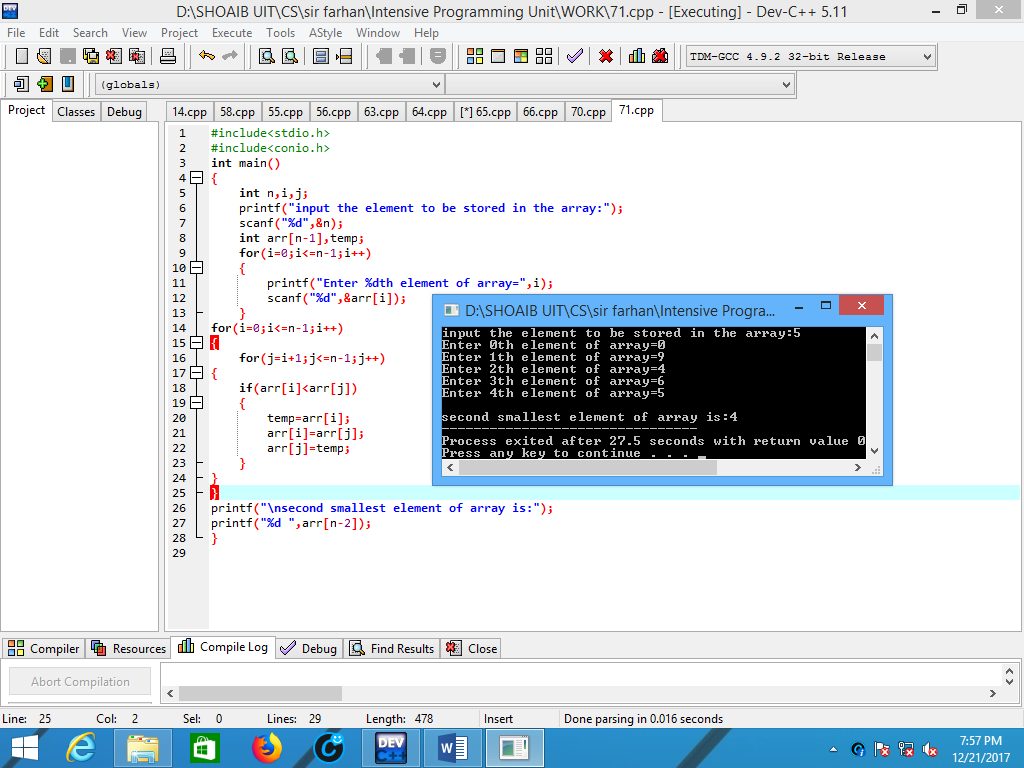 D:\SHOAIB UIT\CS\sir farhan\Intensive Programming Unit\WORK\71.cpp - [Executing] - Dev-C++ 5.11
File Edit Search View Project Execute Tools AStyle Window Help
TDM-GCC 4.9.2 32-bit Release
(globals)
Project Classes Debug
14.cpp 58.cpp 55.cpp 56.cpp 63.cpp 64.cpp [*] 65.cpp 66.cpp 70.cpp 71.cpp
1 #include<stdio.h>
2 #include<conio.h>
3 int main()
4 {
5 int n,i,j;
6 printf("input the element to be stored in the array:");
7 scanf("%d",&n);
8 int arr[n-1],temp;
9 for(i=0;i<=n-1;i++)
10 {
11 printf("Enter %dth element of array=",i);
12 scanf("%d",&arr[i]);
13 }
14 for(i=0;i<=n-1;i++)
15 {
16 for(j=i+1;j<=n-1;j++)
17 {
18 if(arr[i]<arr[j])
19 {
20 temp=arr[i];
21 arr[i]=arr[j];
22 arr[j]=temp;
23 }
24 }
25 }
26 printf("\nsecond smallest element of array is:");
27 printf("%d ",arr[n-2]);
28 }
29
D:\SHOAIB UIT\CS\sir farhan\Intensive Progra...
input the element to be stored in the array:5
Enter 0th element of array=0
Enter 1th element of array=9
Enter 2th element of array=4
Enter 3th element of array=6
Enter 4th element of array=5
second smallest element of array is:4
--------------------------------
Process exited after 27.5 seconds with return value 0
Press any key to continue . . . _
Compiler Resources Compile Log Debug Find Results Close
Abort Compilation
Line: 25 Col: 2 Sel: 0 Lines: 29 Length: 478 Insert Done parsing in 0.016 seconds
DEV C++
7:57 PM
12/21/2017